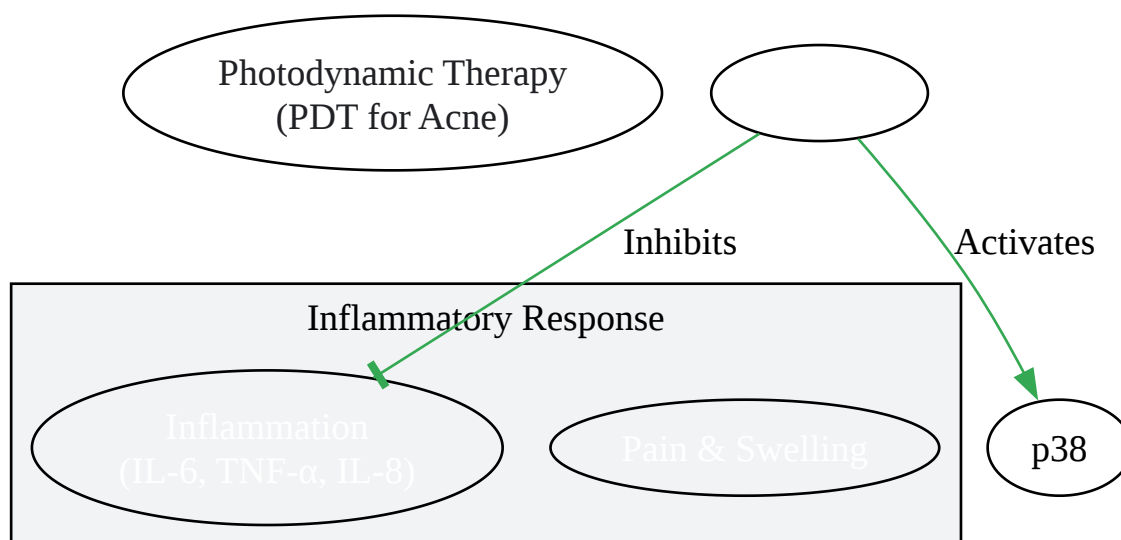 Photodynamic Therapy
(PDT for Acne)
Inhibits
Activates
Inflammatory Response
Inflammation
(IL-6, TNF-α, IL-8)
Pain & Swelling
p38